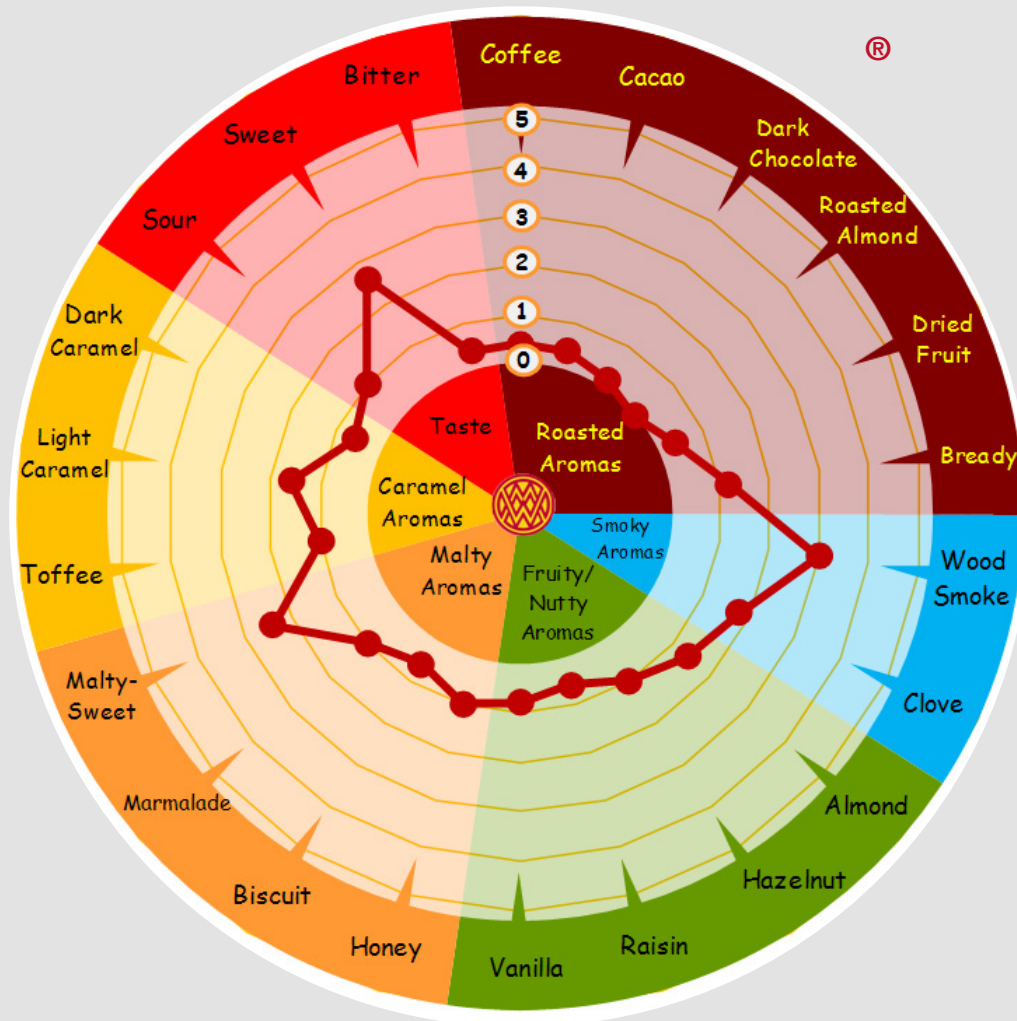 ®
Coffee
Cacao
Dark
Chocolate
Roasted
Almond
Dried
Fruit
Bready
Wood
Smoke
Clove
Almond
Hazelnut
Raisin
Vanilla
Honey
Biscuit
Marmalade
Malty-
Sweet
Toffee
Light
Caramel
Dark
Caramel
Sour
Sweet
Bitter
5
4
3
2
1
0
Taste
Roasted
Aromas
Caramel
Aromas
Smoky
Aromas
Malty
Aromas
Fruity/
Nutty
Aromas